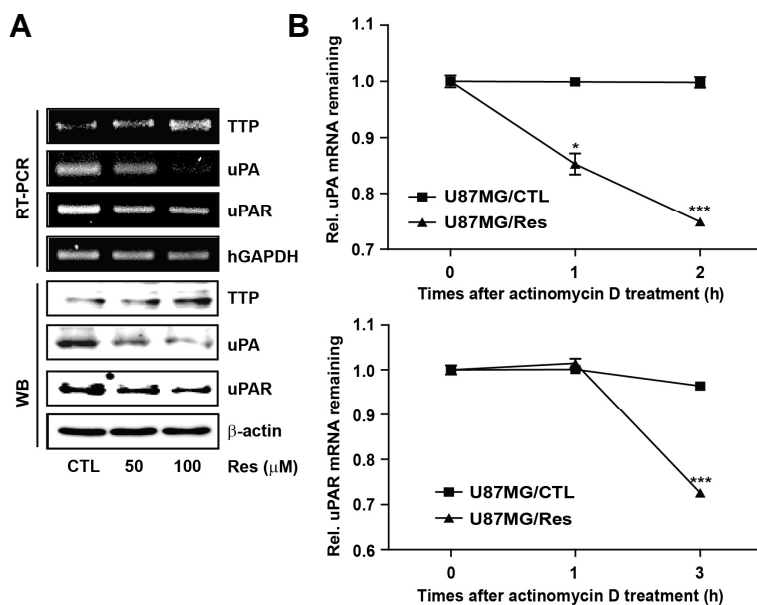 A
RT-PCR
TTP
uPA
uPAR
hGAPDH
WB
TTP
uPA
uPAR
β-actin
CTL 50 100 Res (μM)
B
Rel. uPA mRNA remaining
1.1
1.0
0.9
0.8
0.7
*
***
U87MG/CTL
U87MG/Res
0 1 2
Times after actinomycin D treatment (h)
Rel. uPAR mRNA remaining
1.1
1.0
0.9
0.8
0.7
0.6
***
U87MG/CTL
U87MG/Res
0 1 3
Times after actinomycin D treatment (h)